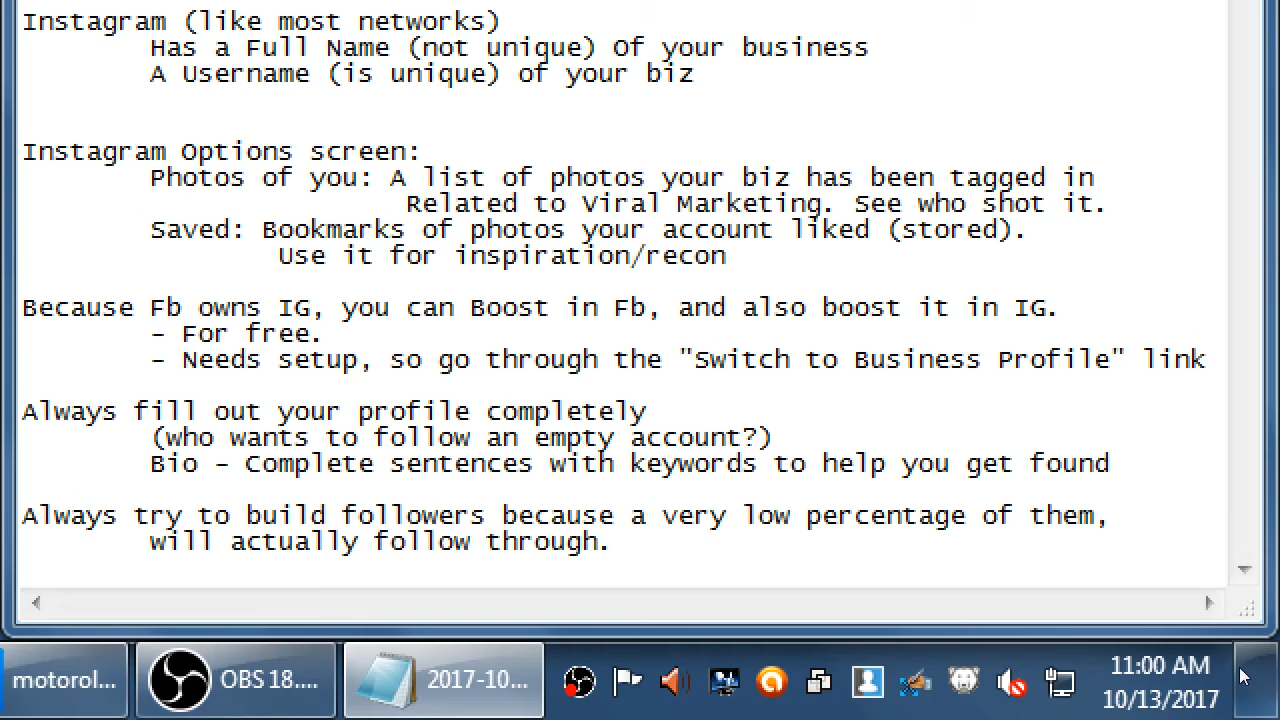 Instagram (like most networks)
Has a Full Name (not unique) Of your business
A Username (is unique) of your biz
Instagram Options screen:
Photos of you: A list of photos your biz has been tagged in
Related to Viral Marketing. See who shot it.
Saved: Bookmarks of photos your account liked (stored).
Use it for inspiration/recon
Because Fb owns IG, you can Boost in Fb, and also boost it in IG.
– For free.
– Needs setup, so go through the "Switch to Business Profile" link
Always fill out your profile completely
(who wants to follow an empty account?)
Bio – Complete sentences with keywords to help you get found
Always try to build followers because a very low percentage of them,
will actually follow through.
motorol... OBS 18.... 2017-10... 11:00 AM
10/13/2017